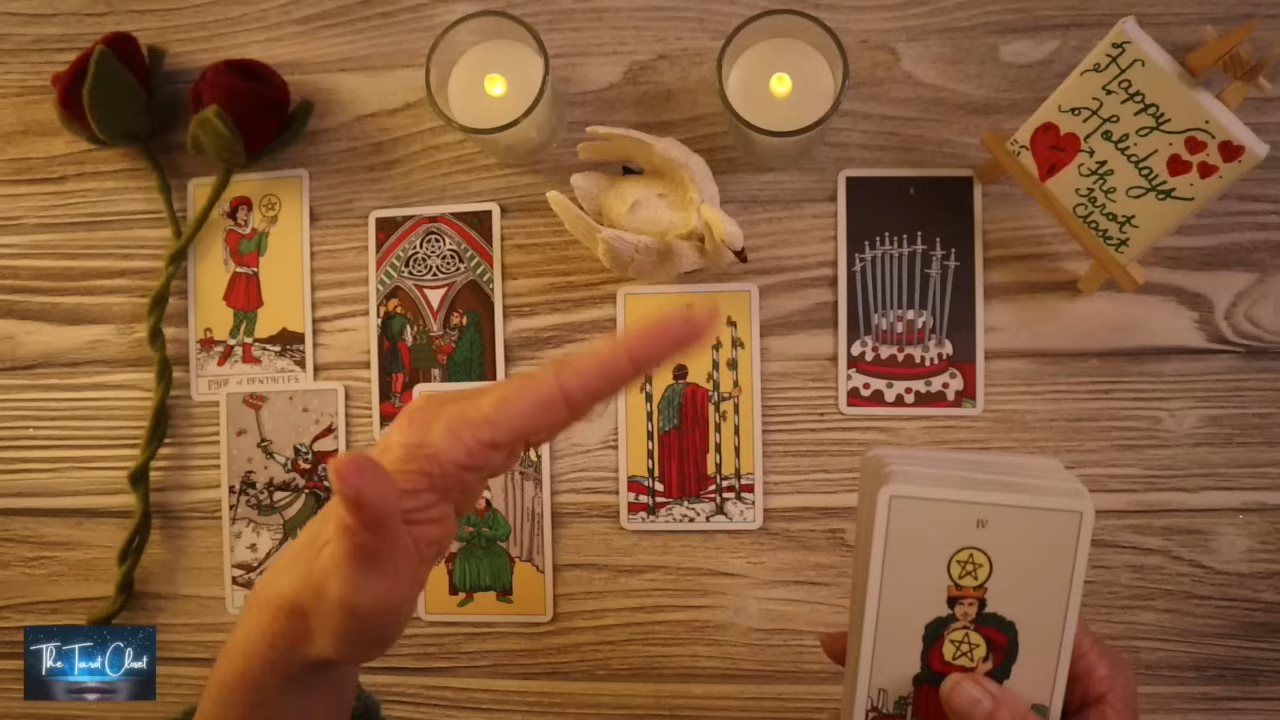 Happy
Holidays
The
Tarot
Closet
PAGE of PENTACLES
X
IV
The Tarot Closet